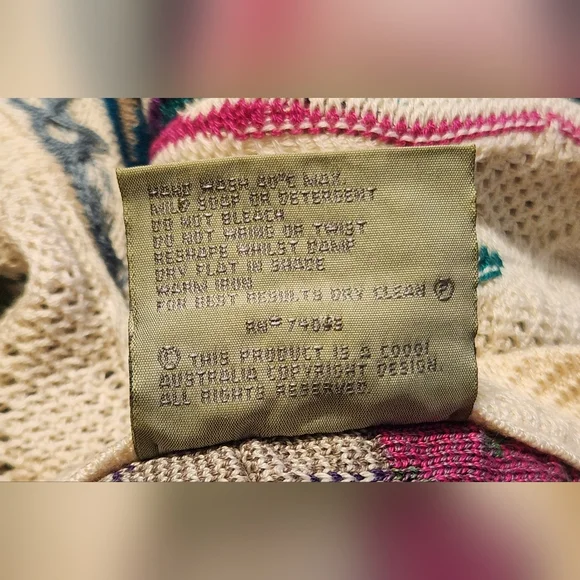 HAND WASH 40°C MAX.
MILD SOAP OR DETERGENT
DO NOT BLEACH
DO NOT WRING OR TWIST
RESHAPE WHILST DAMP
DRY FLAT IN SHADE
WARM IRON
FOR BEST RESULTS DRY CLEAN Ⓟ
© THIS PRODUCT IS A COOGI
AUSTRALIA COPYRIGHT DESIGN.
ALL RIGHTS RESERVED.